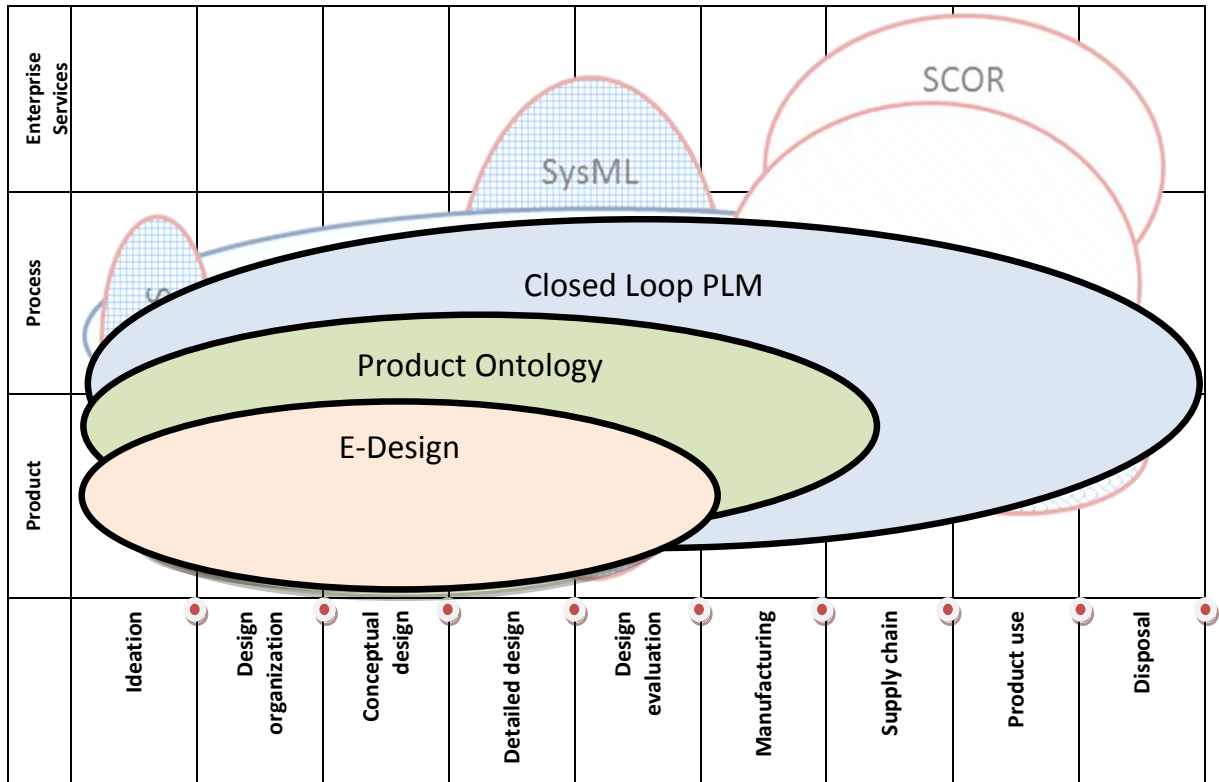 Enterprise
Services
SCOR
SysML
Process
S
Closed Loop PLM
Product Ontology
Product
E-Design
Ideation
Design
organization
Conceptual
design
Detailed design
Design
evaluation
Manufacturing
Supply chain
Product use
Disposal